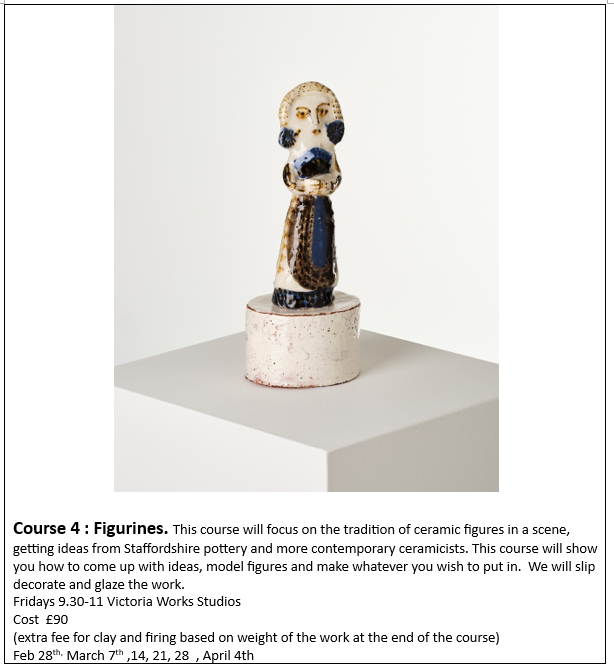 Course 4 : Figurines. This course will focus on the tradition of ceramic figures in a scene,
getting ideas from Staffordshire pottery and more contemporary ceramicists. This course will show
you how to come up with ideas, model figures and make whatever you wish to put in.  We will slip
decorate and glaze the work.
Fridays 9.30-11 Victoria Works Studios
Cost  £90
(extra fee for clay and firing based on weight of the work at the end of the course)
Feb 28th, March 7th ,14, 21, 28  , April 4th